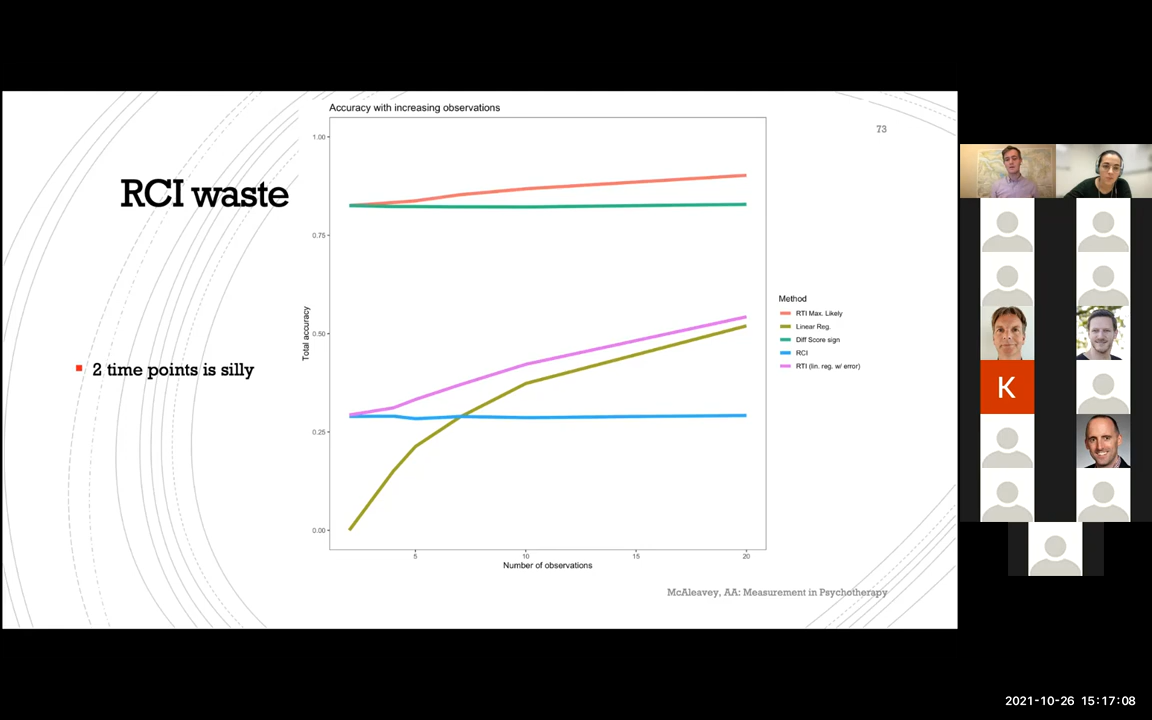 Accuracy with increasing observations
73
RCI waste
1.00
0.75
0.50
0.25
0.00
Total accuracy
2 time points is silly
Method
RTI Max. Likely
Linear Reg.
Diff Score sign
RCI
RTI (lin. reg. w/ error)
5
10
15
20
Number of observations
McAleavey, AA: Measurement in Psychotherapy
K
2021-10-26 15:17:08